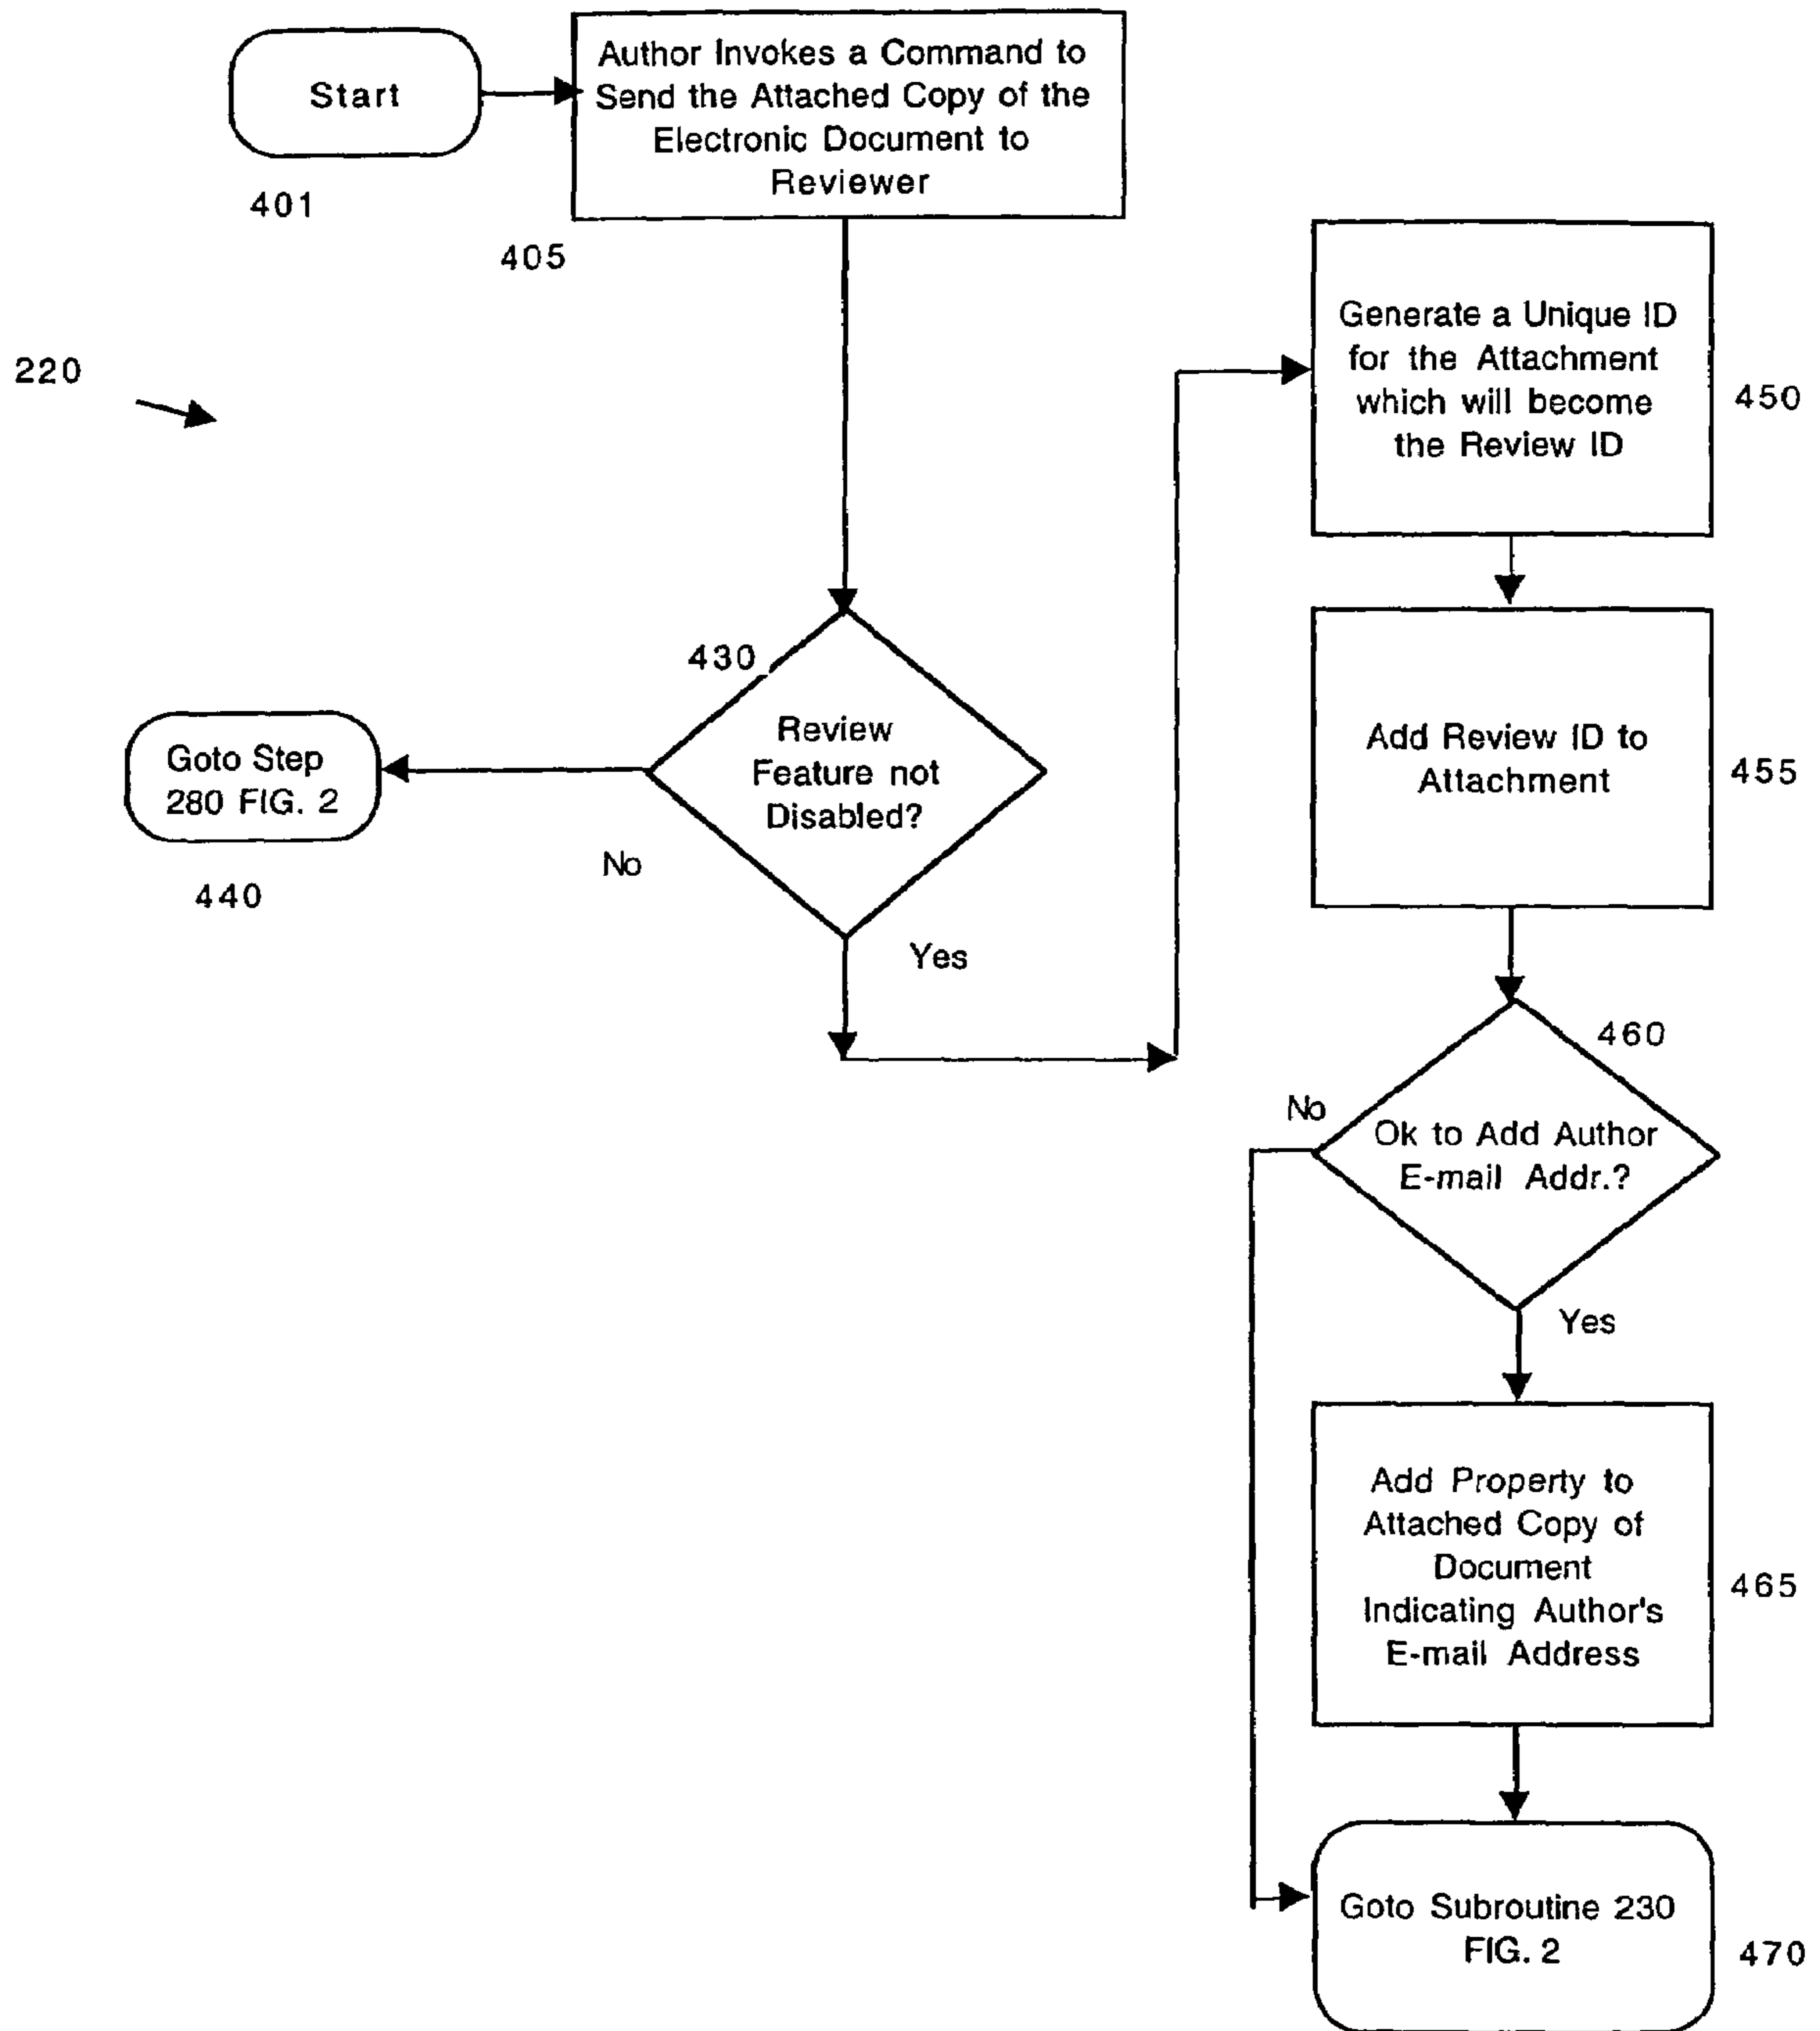 Start
401
Author Invokes a Command to
Send the Attached Copy of the
Electronic Document to
Reviewer
405
220
430
Review
Feature not
Disabled?
No
Yes
Goto Step
280 FIG. 2
440
Generate a Unique ID
for the Attachment
which will become
the Review ID
450
Add Review ID to
Attachment
455
460
Ok to Add Author
E-mail Addr.?
No
Yes
Add Property to
Attached Copy of
Document
Indicating Author's
E-mail Address
465
Goto Subroutine 230
FIG. 2
470